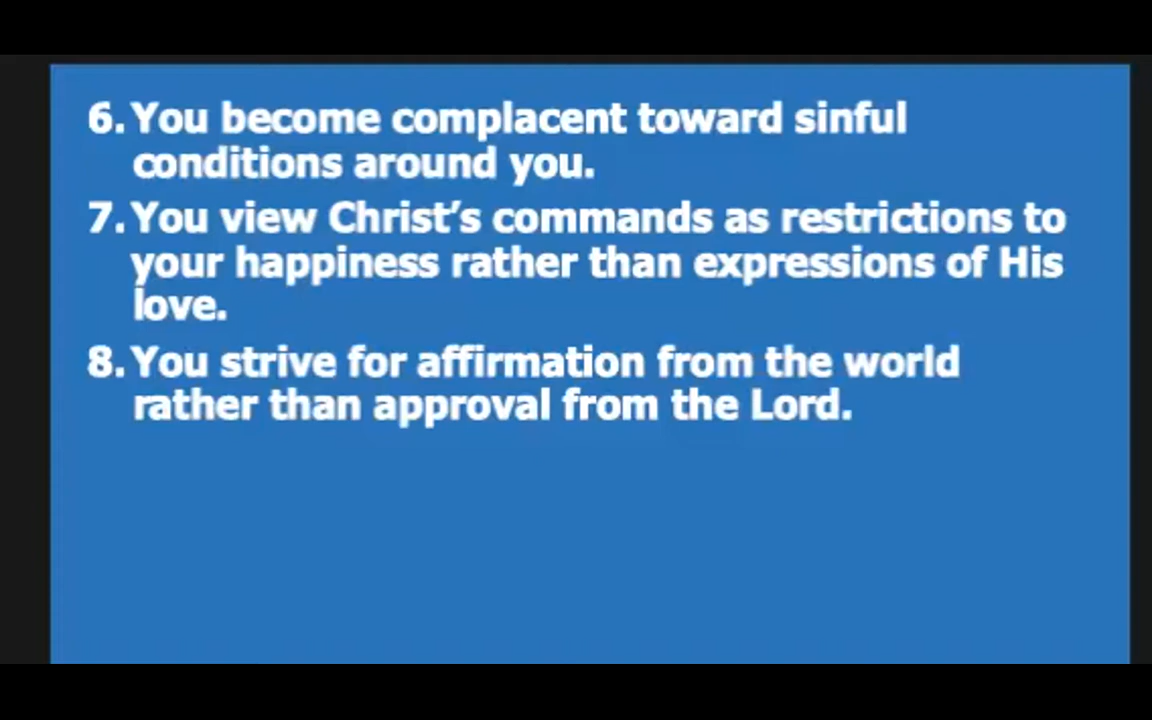 6. You become complacent toward sinful
conditions around you.
7. You view Christ’s commands as restrictions to
your happiness rather than expressions of His
love.
8. You strive for affirmation from the world
rather than approval from the Lord.